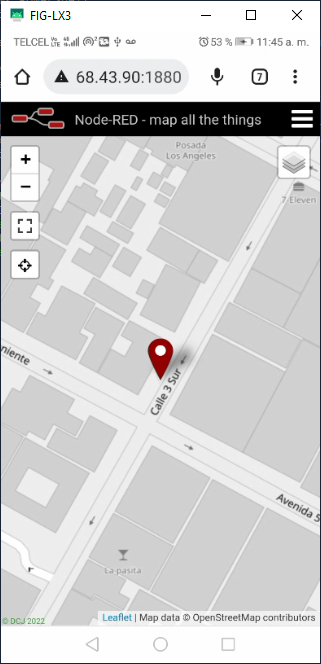 FIG-LX3
TELCEL 53 % 11:45 a. m.
68.43.90:1880
7
Node-RED - map all the things
Posada
Los Angeles
+
−
7-Eleven
niente
Calle 3 Sur
Avenida 5
La pasita
r
© DCJ 2022
Leaflet | Map data © OpenStreetMap contributors